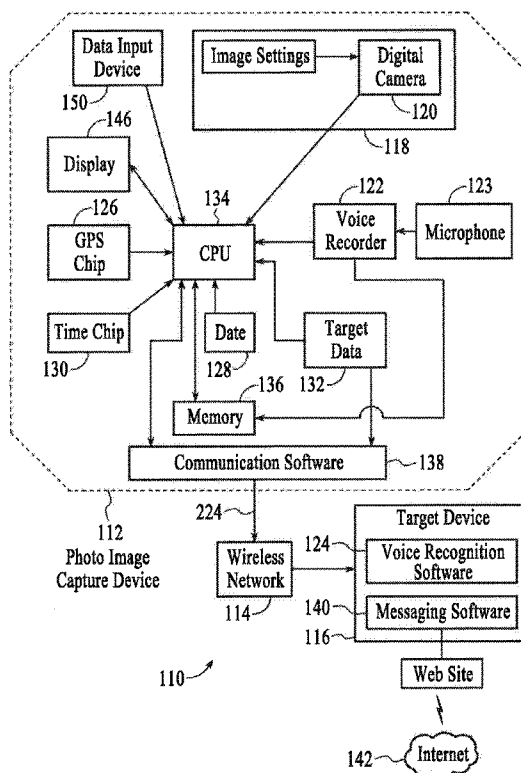 Data Input
Device
150
Image Settings
Digital
Camera
120
118
146
Display
126
GPS
Chip
134
CPU
122
Voice
Recorder
123
Microphone
Time Chip
130
Date
128
Target
Data
132
136
Memory
Communication Software
138
112
Photo Image
Capture Device
224
Wireless
Network
114
Target Device
124
Voice Recognition
Software
140
Messaging Software
116
110
Web Site
142
Internet